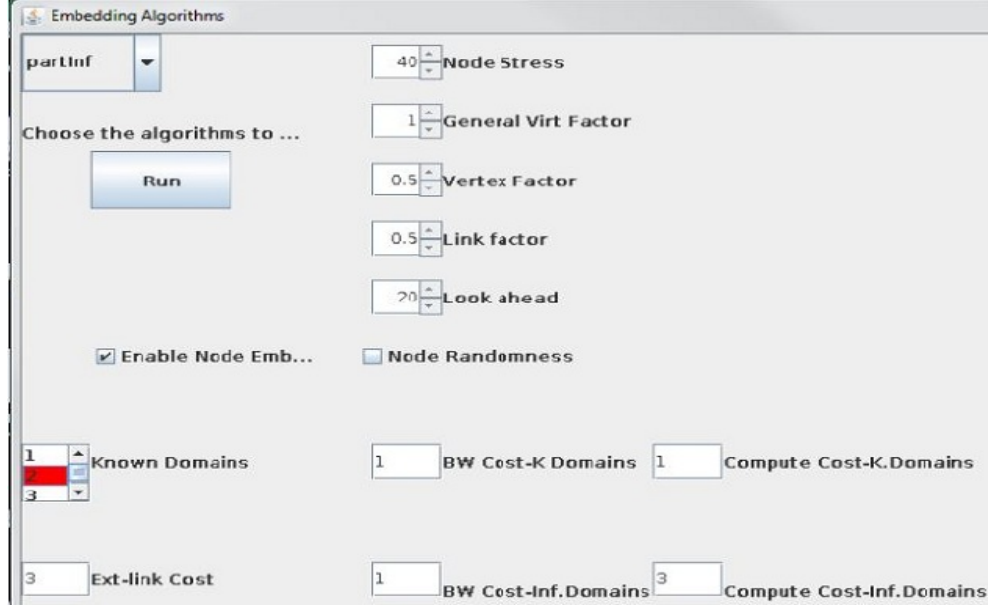 Embedding Algorithms
partInf
40 Node Stress
1 General Virt Factor
Choose the algorithms to ...
Run
0.5 Vertex Factor
0.5 Link factor
20 Look ahead
Enable Node Emb... Node Randomness
1
2
3
Known Domains
1 BW Cost-K Domains 1 Compute Cost-K.Domains
3 Ext-link Cost
1 BW Cost-Inf.Domains 3 Compute Cost-Inf.Domains